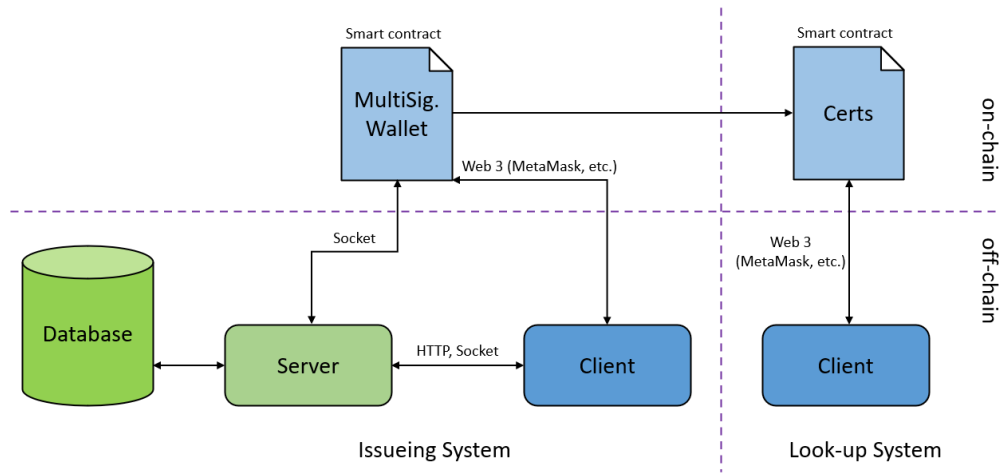 Smart contract
MultiSig.
Wallet
Smart contract
Certs
on-chain
Web 3 (MetaMask, etc.)
Socket
Web 3
(MetaMask, etc.)
off-chain
Database
Server
HTTP, Socket
Client
Client
Issueing System
Look-up System